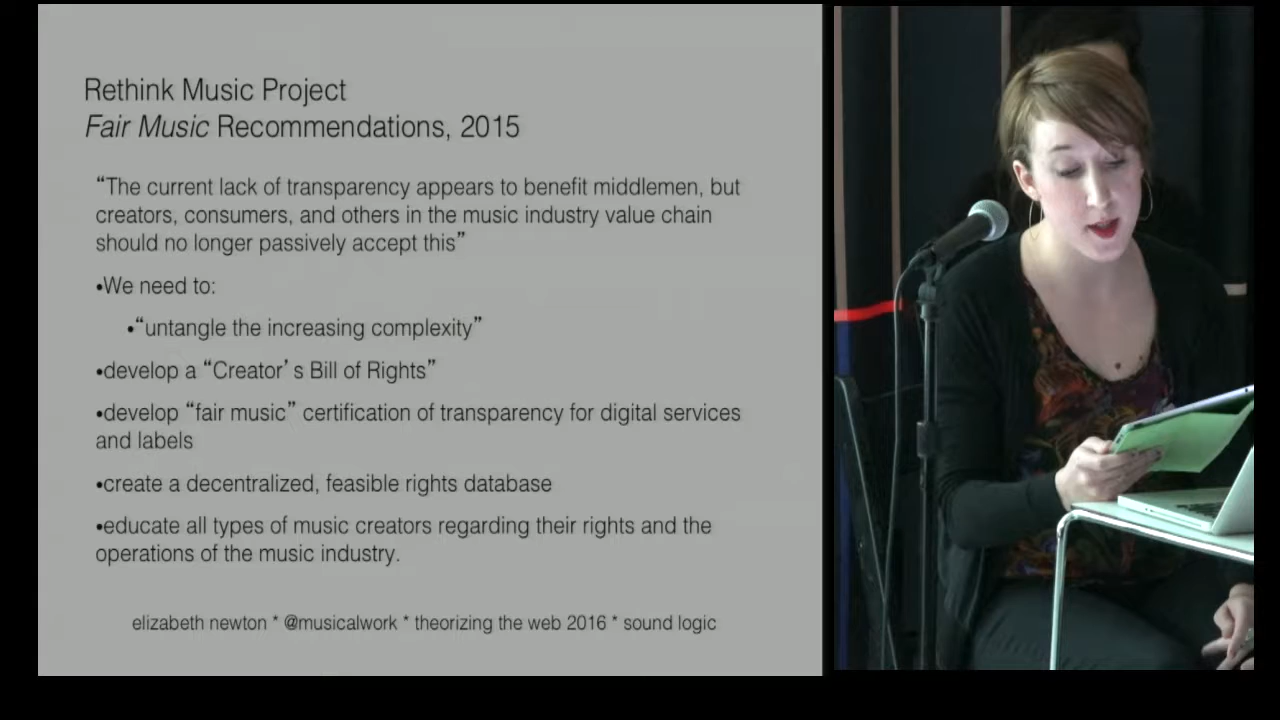 Rethink Music Project
Fair Music Recommendations, 2015
“The current lack of transparency appears to benefit middlemen, but
creators, consumers, and others in the music industry value chain
should no longer passively accept this”
•We need to:
•“untangle the increasing complexity”
•develop a “Creator’s Bill of Rights”
•develop “fair music” certification of transparency for digital services
and labels
•create a decentralized, feasible rights database
•educate all types of music creators regarding their rights and the
operations of the music industry.
elizabeth newton * @musicalwork * theorizing the web 2016 * sound logic